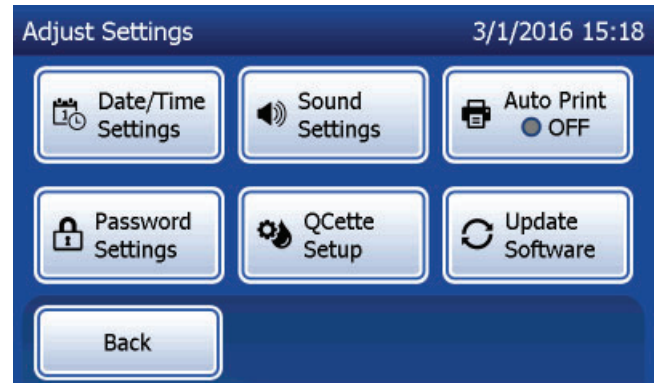 Adjust Settings 3/1/2016 15:18
Date/Time
Settings
Sound
Settings
Auto Print
OFF
Password
Settings
QCette
Setup
Update
Software
Back